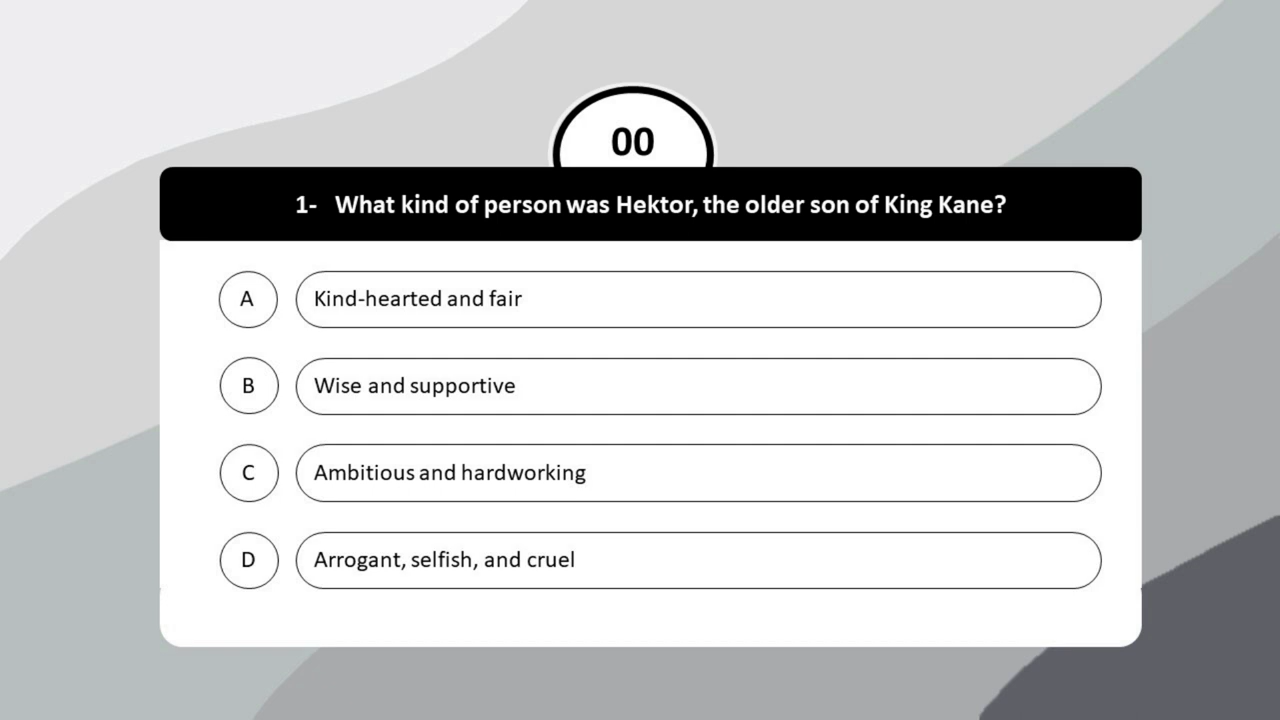 00
1- What kind of person was Hektor, the older son of King Kane?
A Kind-hearted and fair
B Wise and supportive
C Ambitious and hardworking
D Arrogant, selfish, and cruel